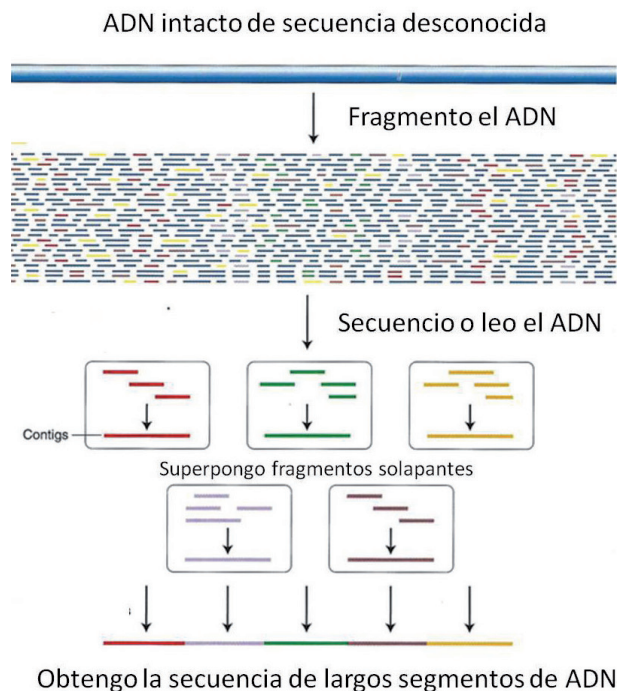 ADN intacto de secuencia desconocida
Fragmento el ADN
Secuencio o leo el ADN
Contigs
Superpongo fragmentos solapantes
Obtengo la secuencia de largos segmentos de ADN